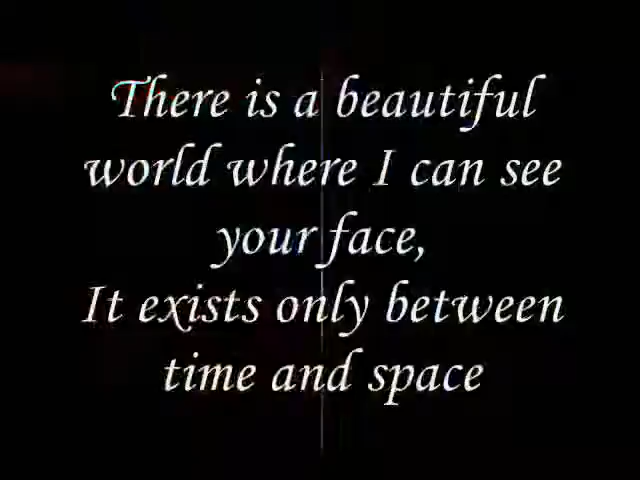 There is a beautiful
world where I can see
your face,
It exists only between
time and space